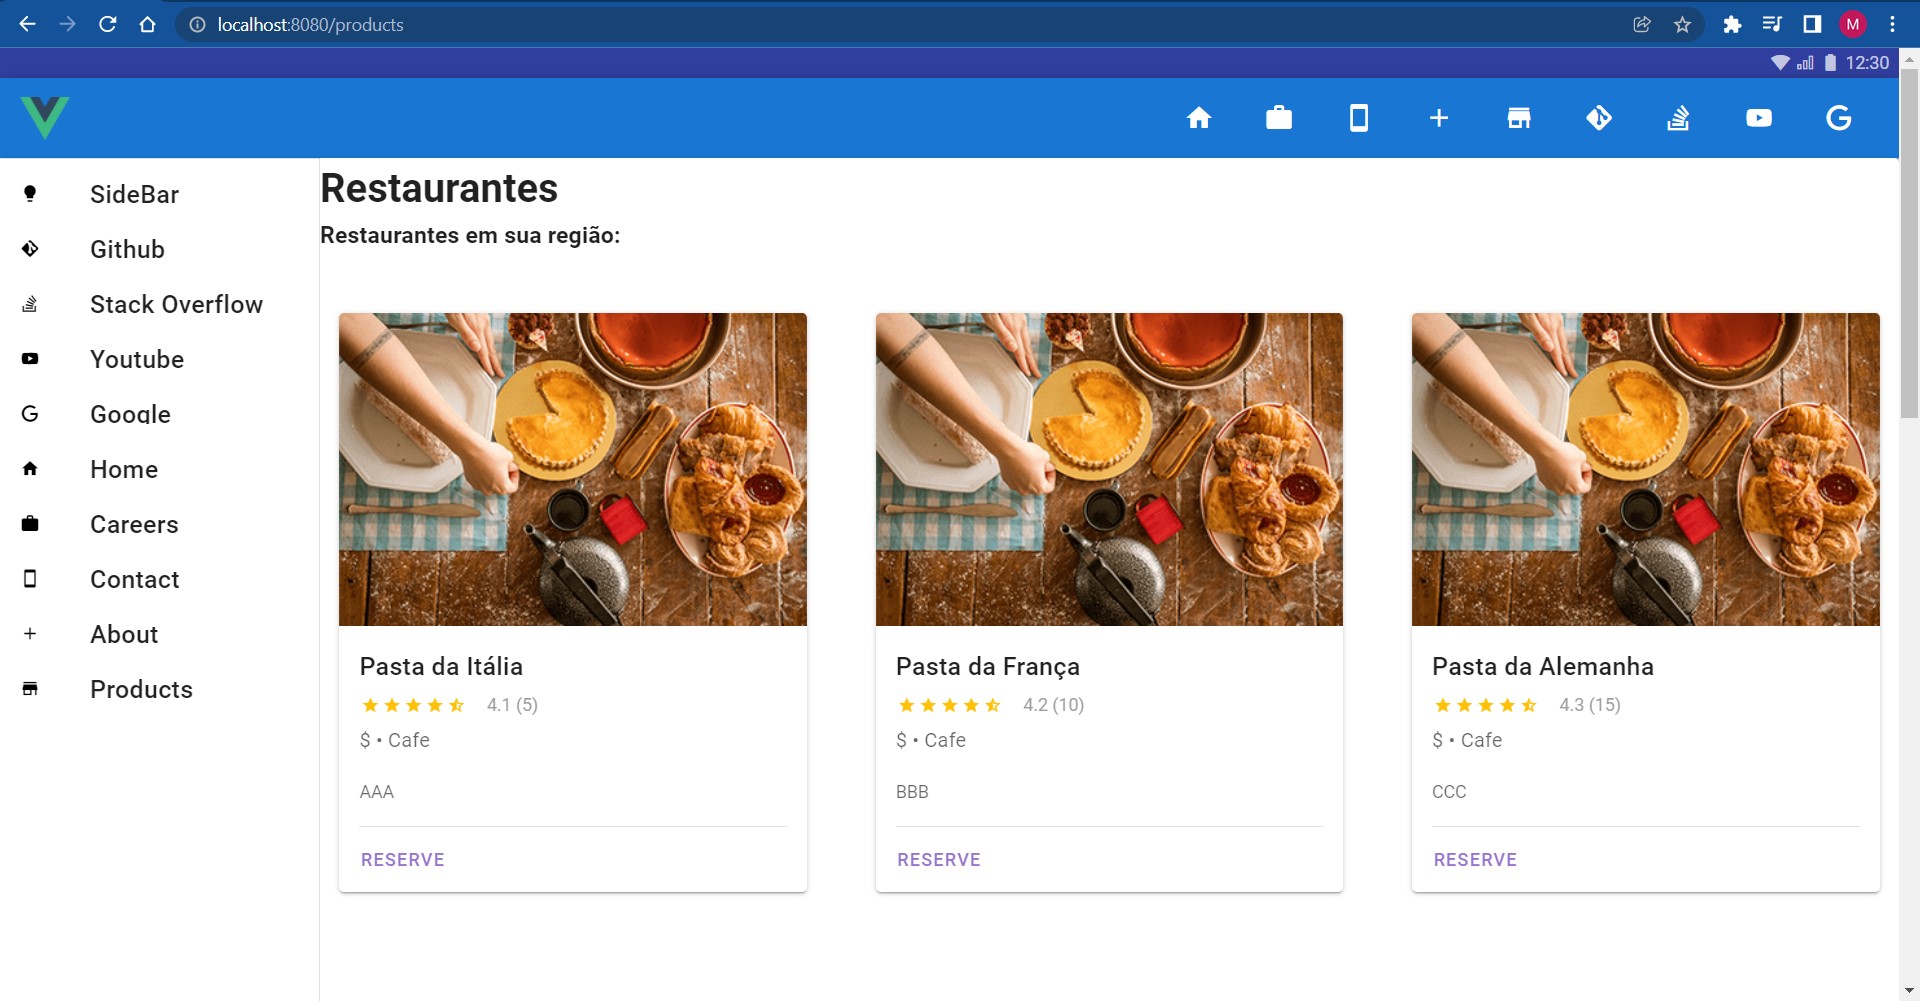 localhost:8080/products
M
12:30
SideBar
Github
Stack Overflow
Youtube
Google
Home
Careers
Contact
About
Products
Restaurantes
Restaurantes em sua região:
Pasta da Itália
4.1 (5)
$ • Cafe
AAA
RESERVE
Pasta da França
4.2 (10)
$ • Cafe
BBB
RESERVE
Pasta da Alemanha
4.3 (15)
$ • Cafe
CCC
RESERVE